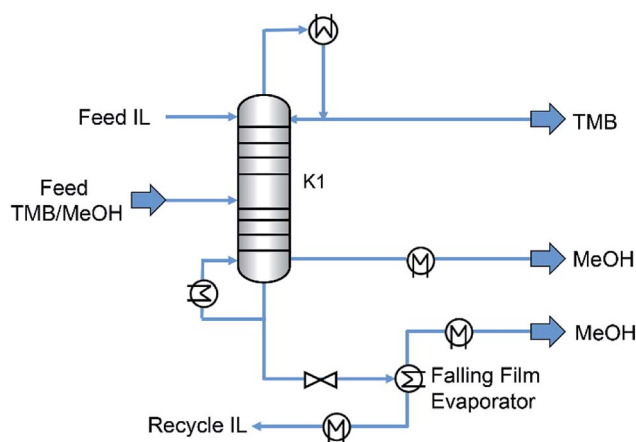 Feed IL
TMB
Feed
TMB/MeOH
K1
MeOH
MeOH
Falling Film
Evaporator
Recycle IL